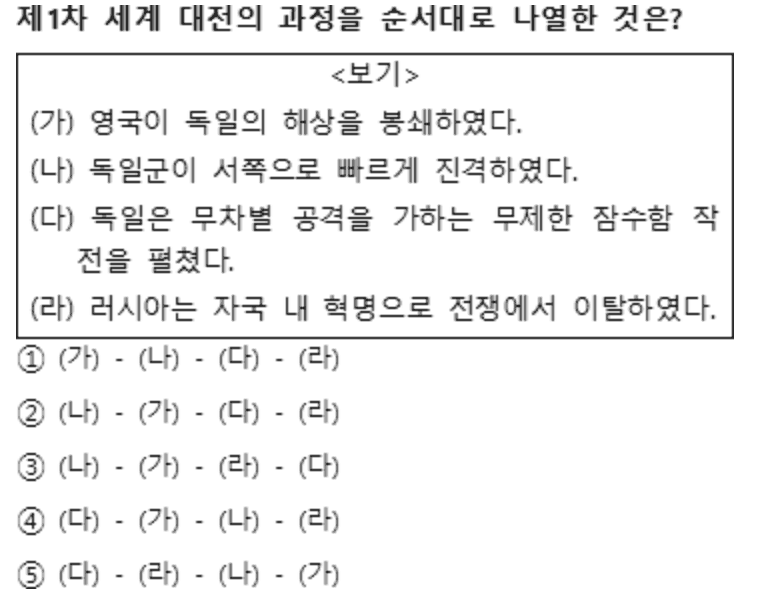 제1차 세계 대전의 과정을 순서대로 나열한 것은?
<보기>
(가) 영국이 독일의 해상을 봉쇄하였다.
(나) 독일군이 서쪽으로 빠르게 진격하였다.
(다) 독일은 무차별 공격을 가하는 무제한 잠수함 작
전을 펼쳤다.
(라) 러시아는 자국 내 혁명으로 전쟁에서 이탈하였다.
① (가) - (나) - (다) - (라)
② (나) - (가) - (다) - (라)
③ (나) - (가) - (라) - (다)
④ (다) - (가) - (나) - (라)
⑤ (다) - (라) - (나) - (가)